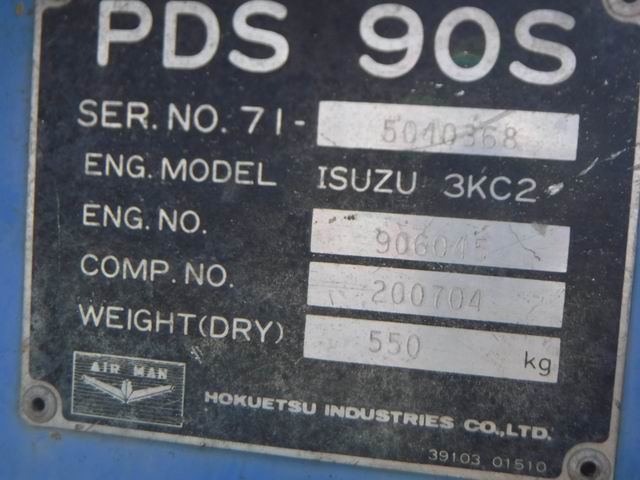 PDS 90S
SER. NO. 71- 5040368
ENG. MODEL ISUZU 3KC2
ENG. NO. 906045
COMP. NO. 200704
WEIGHT(DRY) 550 kg
AIR MAN
HOKUETSU INDUSTRIES CO.,LTD.
39103 01510